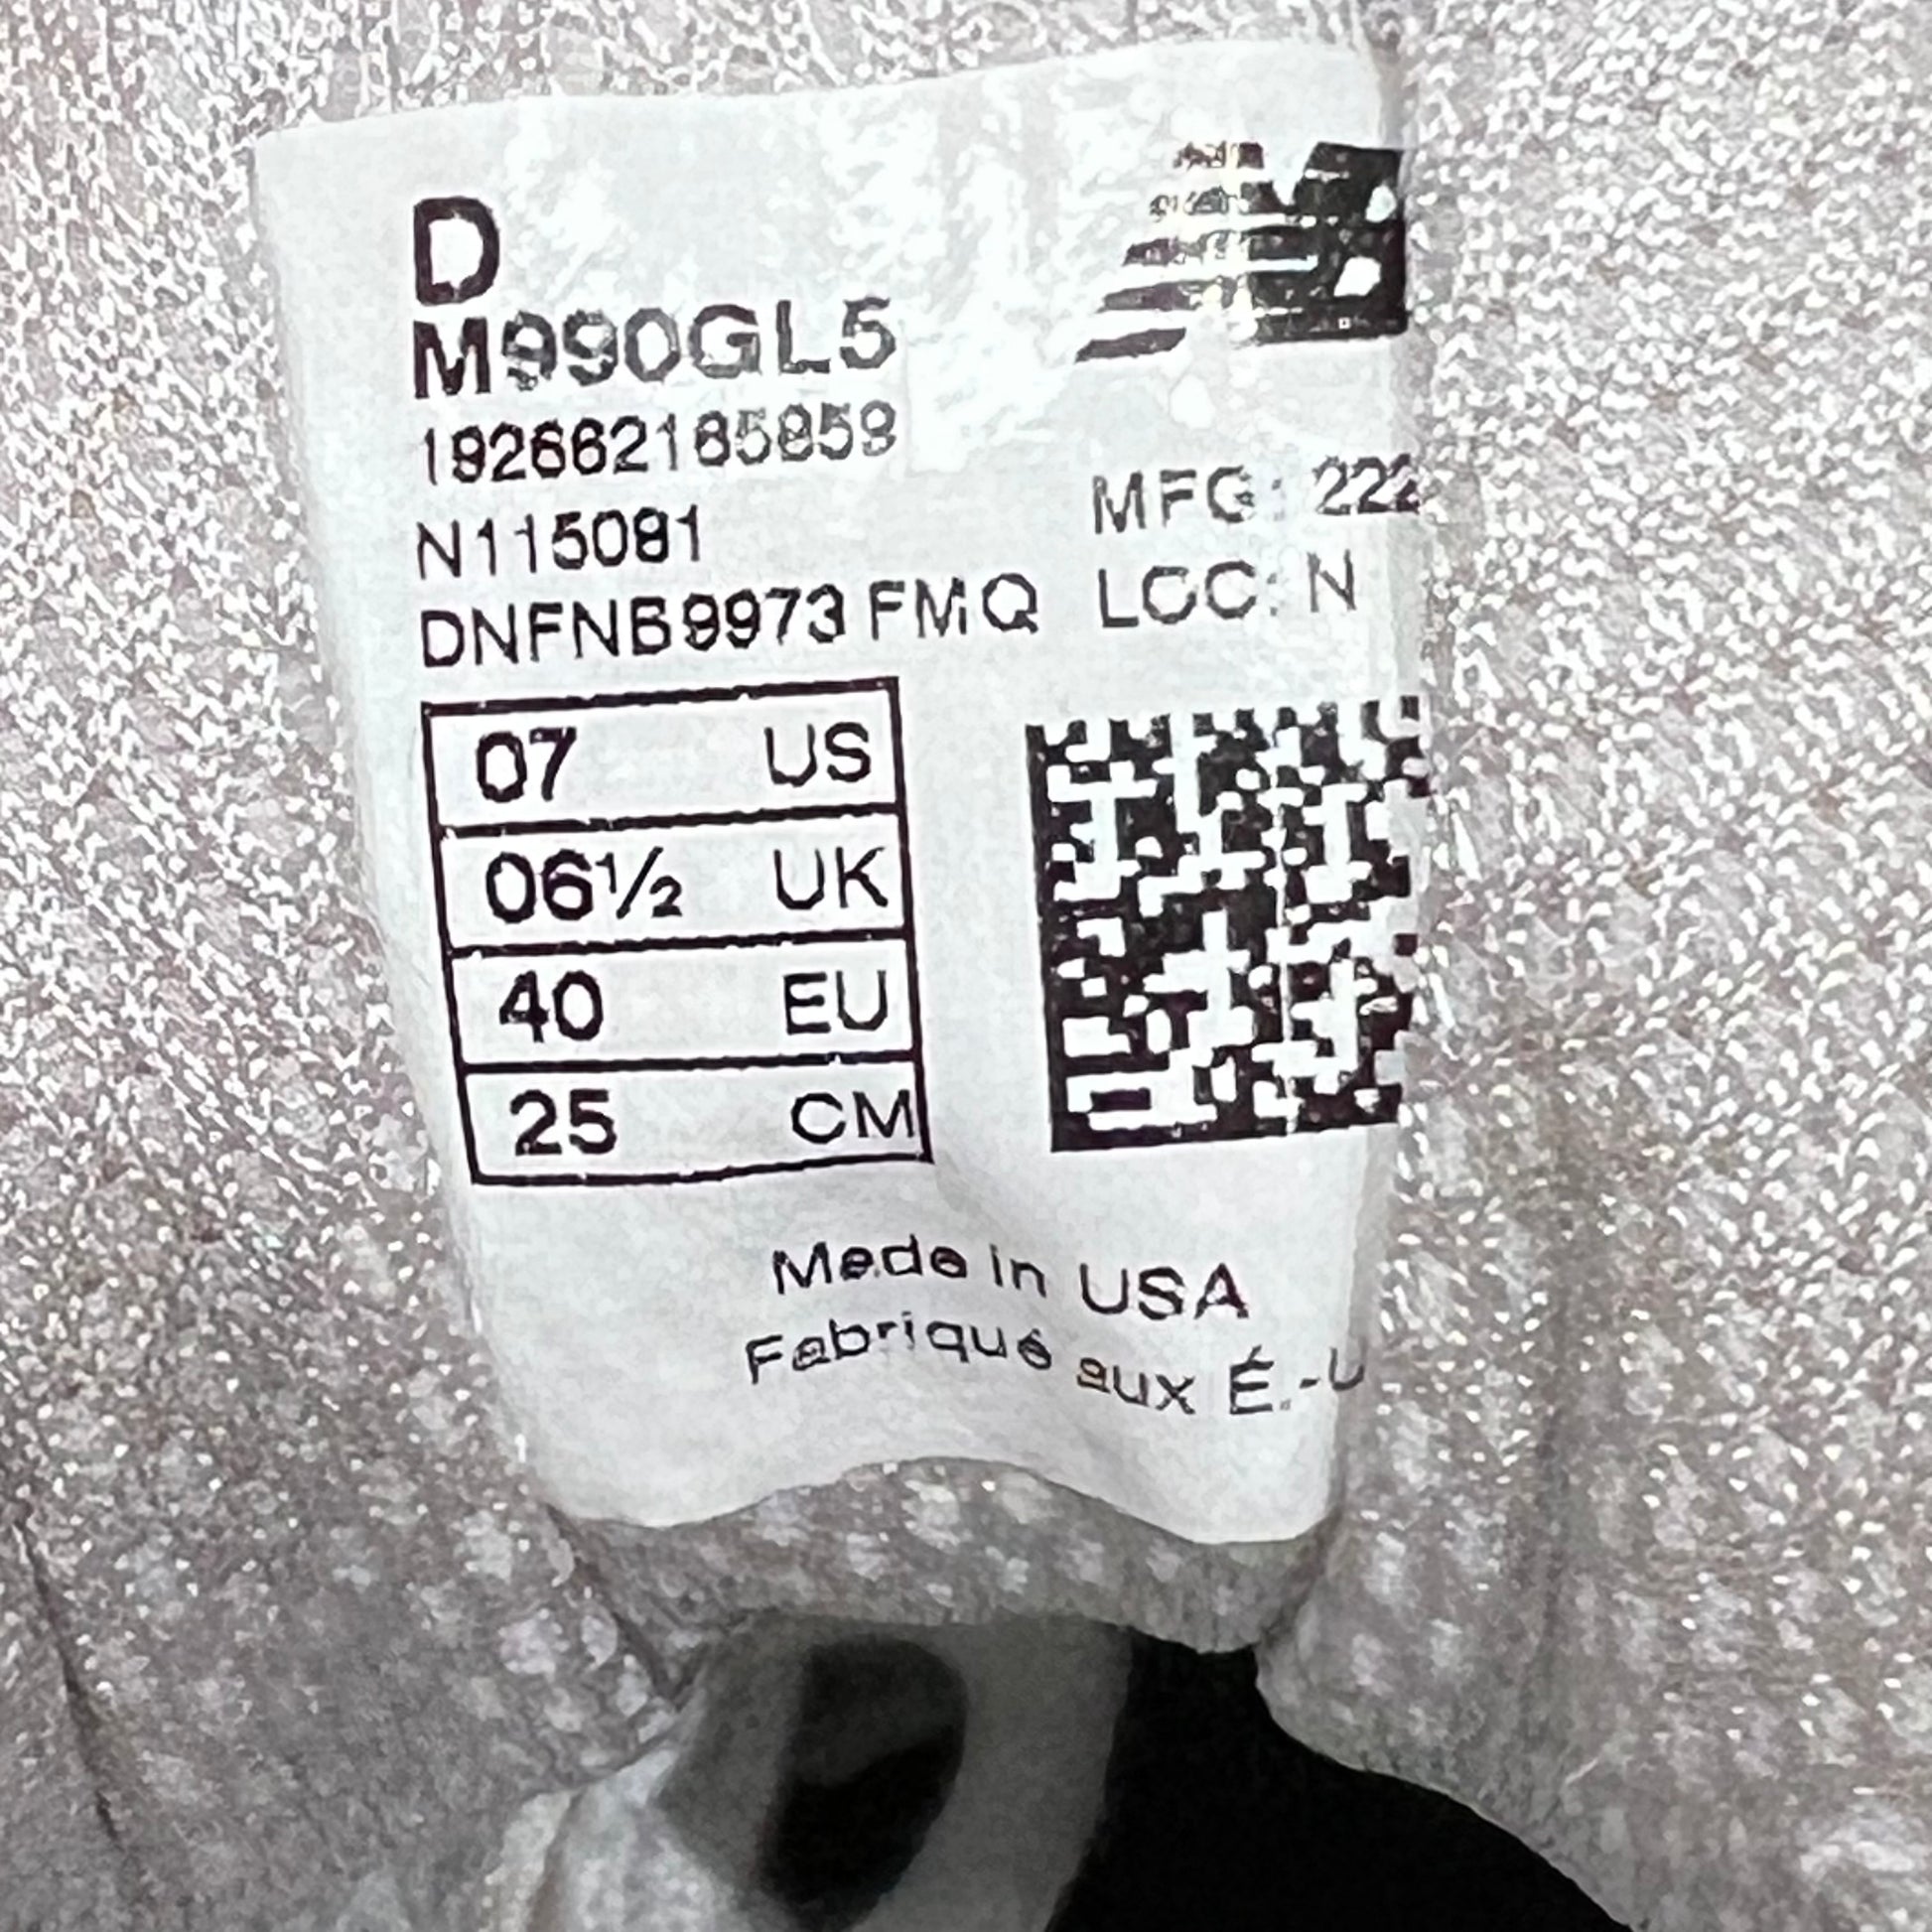 D
M990GL5
192662165859
N115081
MFG: 222
DNFNB9973 FMQ
LOC: N
07 US
06½ UK
40 EU
25 CM
Made in USA
Fabriqué aux É.-U